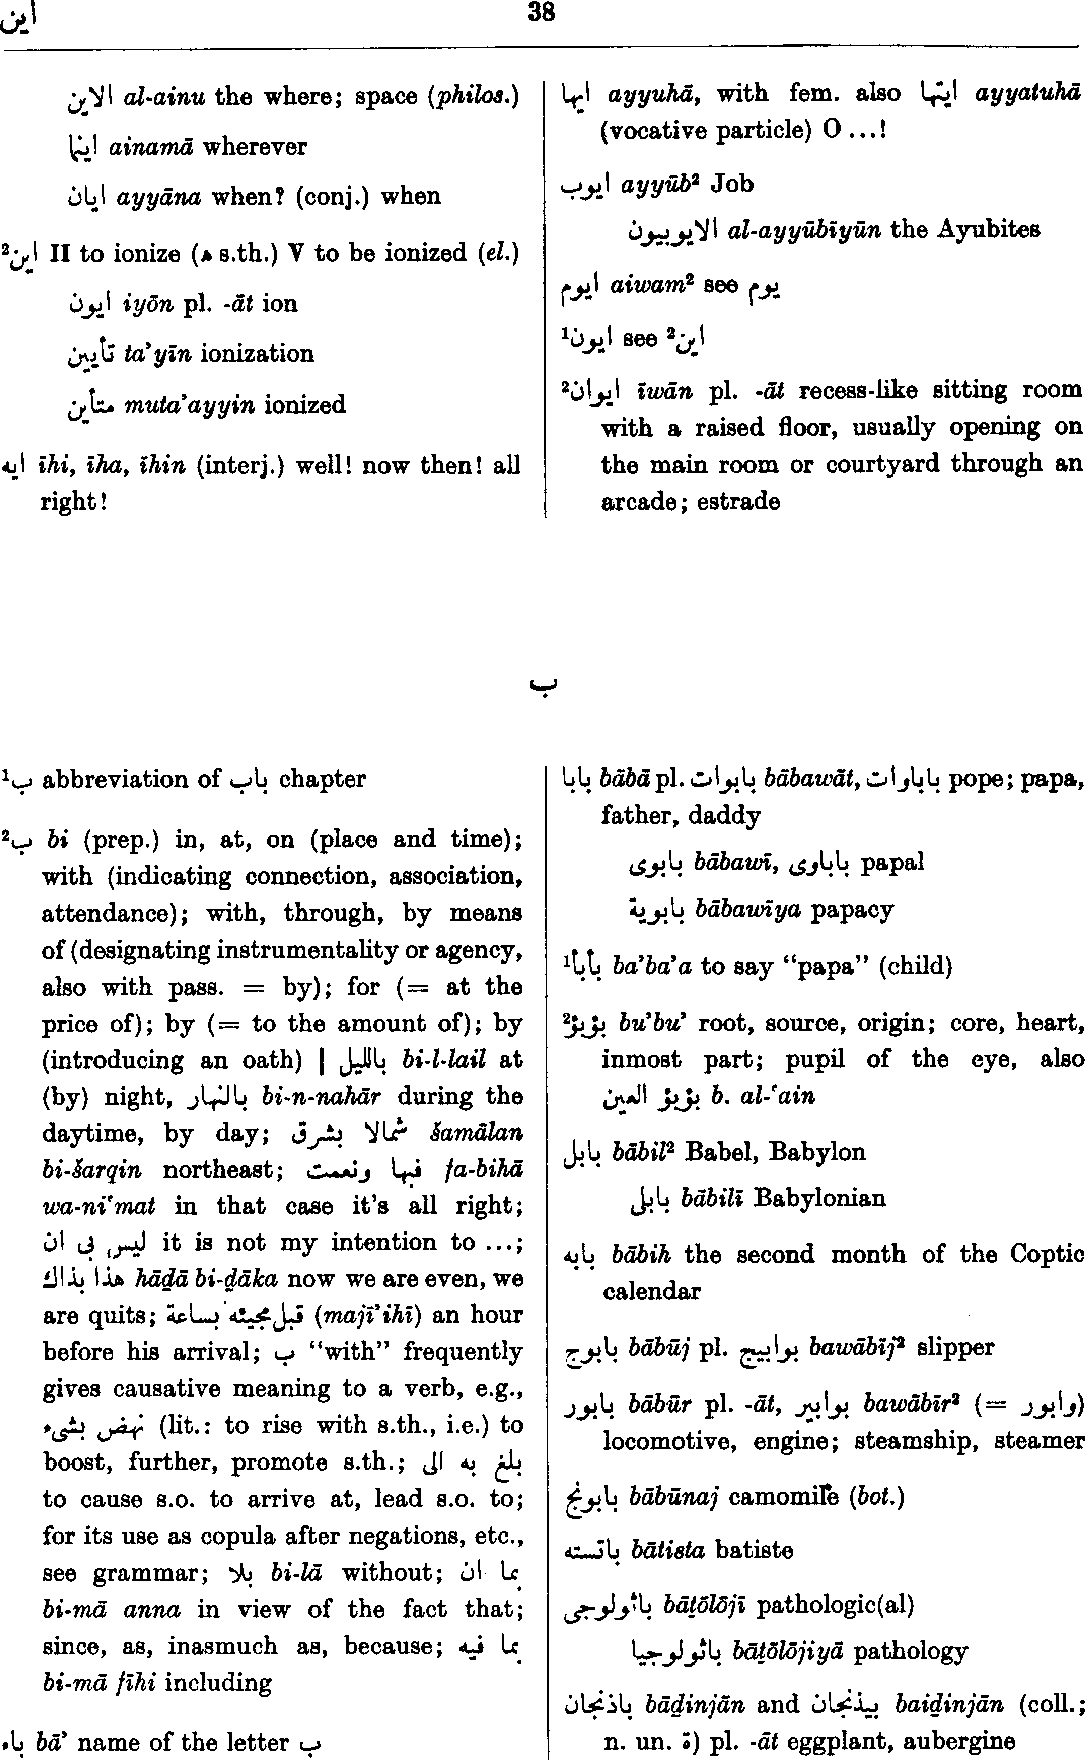 اين 38
الاين al-ainu the where; space (philos.)
اينما ainamā wherever
ايان ayyāna when? (conj.) when
²اين II to ionize (ه s.th.) V to be ionized (el.)
ايون iyōn pl. -āt ion
تأيين ta’yīn ionization
متأين muta’ayyin ionized
ايه īhi, īha, īhin (interj.) well! now then! all
right!
ايها ayyuhā, with fem. also ايتها ayyatuhā
(vocative particle) O ...!
ايوب ayyūb² Job
الايوبيون al-ayyūbīyūn the Ayubites
ايوم aiwam² see يوم
¹ايون see ²اين
²ايوان īwān pl. -āt recess-like sitting room
with a raised floor, usually opening on
the main room or courtyard through an
arcade; estrade
ب
¹ب abbreviation of باب chapter
²ب bi (prep.) in, at, on (place and time);
with (indicating connection, association,
attendance); with, through, by means
of (designating instrumentality or agency,
also with pass. = by); for (= at the
price of); by (= to the amount of); by
(introducing an oath) | بالليل bi-l-lail at
(by) night, بالنهار bi-n-nahār during the
daytime, by day; شمالا بشرق šamālan
bi-šarqin northeast; فبها ونعمت fa-bihā
wa-ni‘mat in that case it’s all right;
ليس بى ان it is not my intention to ...;
هذا بذاك hāḏā bi-ḏāka now we are even, we
are quits; قبل مجيئه بساعة (majī’ihī) an hour
before his arrival; ب “with” frequently
gives causative meaning to a verb, e.g.,
نهض بشىء (lit.: to rise with s.th., i.e.) to
boost, further, promote s.th.; بلغ به الى
to cause s.o. to arrive at, lead s.o. to;
for its use as copula after negations, etc.,
see grammar; بلا bi-lā without; بما ان
bi-mā anna in view of the fact that;
since, as, inasmuch as, because; بما فيه
bi-mā fīhi including
باء bā’ name of the letter ب
بابا bābā pl. بابوات bābawāt, باباوات pope; papa,
father, daddy
بابوى bābawī, باباوى papal
بابوية bābawīya papacy
¹بأبأ ba’ba’a to say “papa” (child)
²بؤبؤ bu’bu’ root, source, origin; core, heart,
inmost part; pupil of the eye, also
بؤبؤ العين b. al-‘ain
بابل bābil² Babel, Babylon
بابلى bābilī Babylonian
بابه bābih the second month of the Coptic
calendar
بابوج bābūj pl. بوابيج bawābīj² slipper
بابور bābūr pl. -āt, بوابير bawābīr² (= وابور)
locomotive, engine; steamship, steamer
بابونج bābūnaj camomile (bot.)
باتسته bātista batiste
باثولوجى bāṯōlōjī pathologic(al)
باثولوجيا bāṯōlōjiyā pathology
باذنجان bāḏinjān and بيذنجان baiḏinjān (coll.;
n. un. ة) pl. -āt eggplant, aubergine